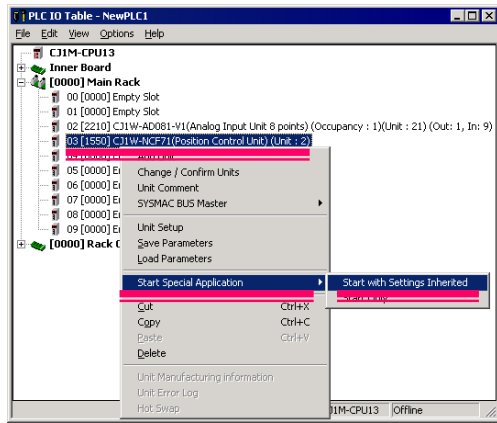 PLC IO Table - NewPLC1
File Edit View Options Help
CJ1M-CPU13
Inner Board
[0000] Main Rack
00 [0000] Empty Slot
01 [0000] Empty Slot
02 [2210] CJ1W-AD081-V1(Analog Input Unit 8 points) (Occupancy : 1)(Unit : 21) (Out: 1, In: 9)
03 [1550] CJ1W-NCF71(Position Control Unit) (Unit : 2)
Add Unit
05 [0000] E
Change / Confirm Units
06 [0000] E
Unit Comment
07 [0000] E
SYSMAC BUS Master
08 [0000] E
Unit Setup
09 [0000] E
Save Parameters
[0000] Rack
Load Parameters
Start Special Application
Start with Settings Inherited
Start Only
Cut Ctrl+X
Copy Ctrl+C
Paste Ctrl+V
Delete
Unit Manufacturing information
Unit Error Log
Hot Swap
1M-CPU13 Offline